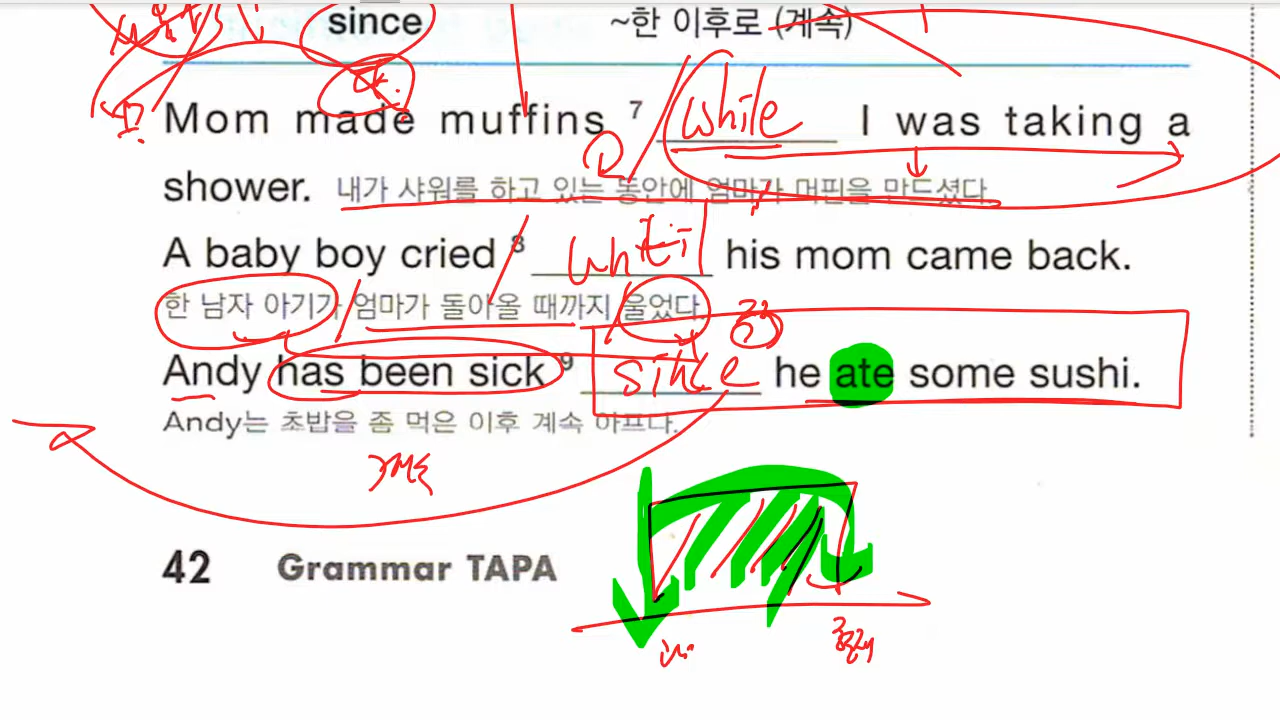 since ~한 이후로 (계속)
Mom made muffins 7 while I was taking a
shower. 내가 샤워를 하고 있는 동안에 엄마가 머핀을 만드셨다.
A baby boy cried 8 until his mom came back.
한 남자 아기가 엄마가 돌아올 때까지 울었다.
Andy has been sick 9 since he ate some sushi.
Andy는 초밥을 좀 먹은 이후 계속 아프다.
계속
42 Grammar TAPA
현재